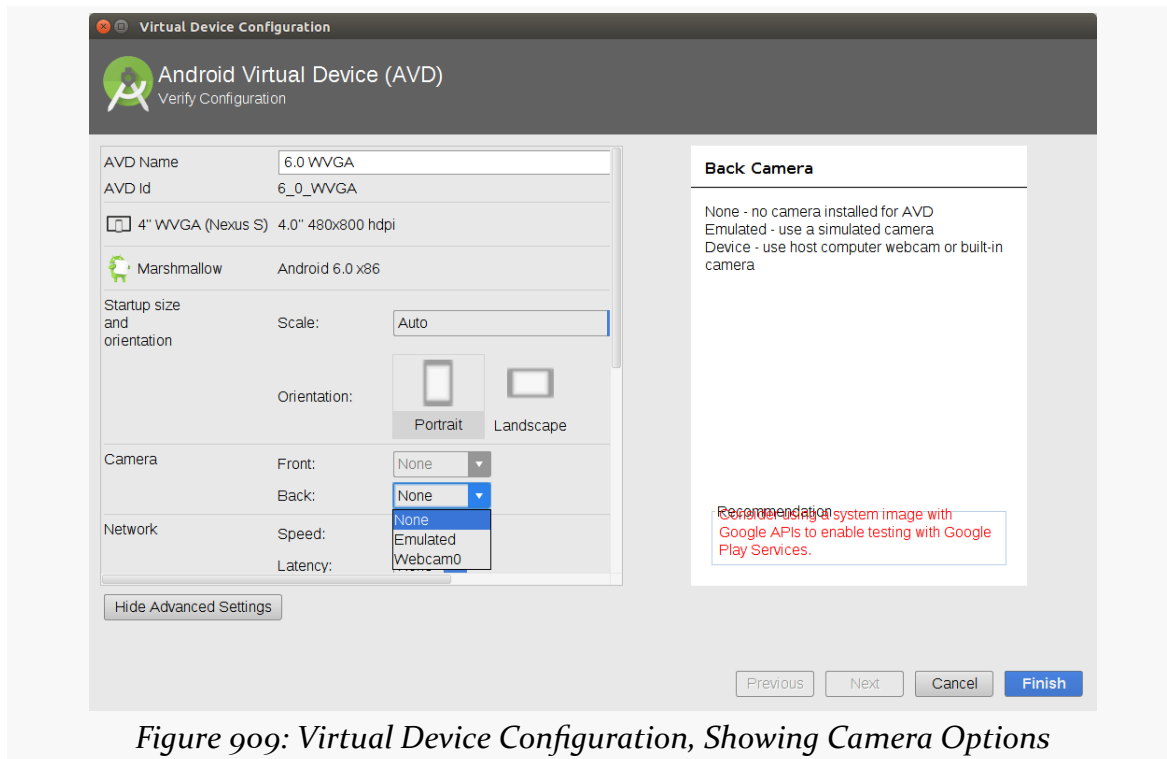 Virtual Device Configuration
Android Virtual Device (AVD)
Verify Configuration
AVD Name
6.0 WVGA
AVD Id
6_0_WVGA
4" WVGA (Nexus S)
4.0" 480x800 hdpi
Marshmallow
Android 6.0 x86
Startup size
and
orientation
Scale:
Auto
Orientation:
Portrait
Landscape
Camera
Front:
None
Back:
None
None
Emulated
Webcam0
Network
Speed:
Latency:
Hide Advanced Settings
Back Camera
None - no camera installed for AVD
Emulated - use a simulated camera
Device - use host computer webcam or built-in
camera
Recommendation
Consider using a system image with
Google APIs to enable testing with Google
Play Services.
Previous
Next
Cancel
Finish
Figure 909: Virtual Device Configuration, Showing Camera Options